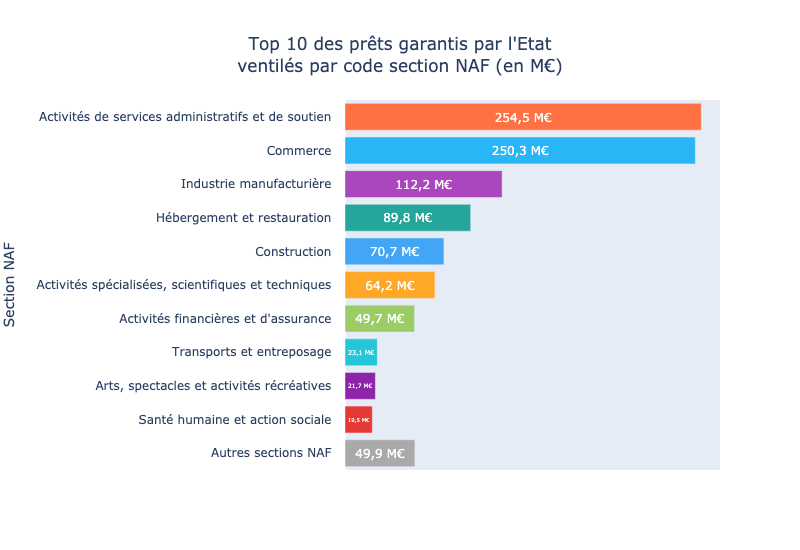 Top 10 des prêts garantis par l'Etat
ventilés par code section NAF (en M€)
Section NAF
Activités de services administratifs et de soutien 254,5 M€
Commerce 250,3 M€
Industrie manufacturière 112,2 M€
Hébergement et restauration 89,8 M€
Construction 70,7 M€
Activités spécialisées, scientifiques et techniques 64,2 M€
Activités financières et d'assurance 49,7 M€
Transports et entreposage 23,1 M€
Arts, spectacles et activités récréatives 21,7 M€
Santé humaine et action sociale 19,5 M€
Autres sections NAF 49,9 M€